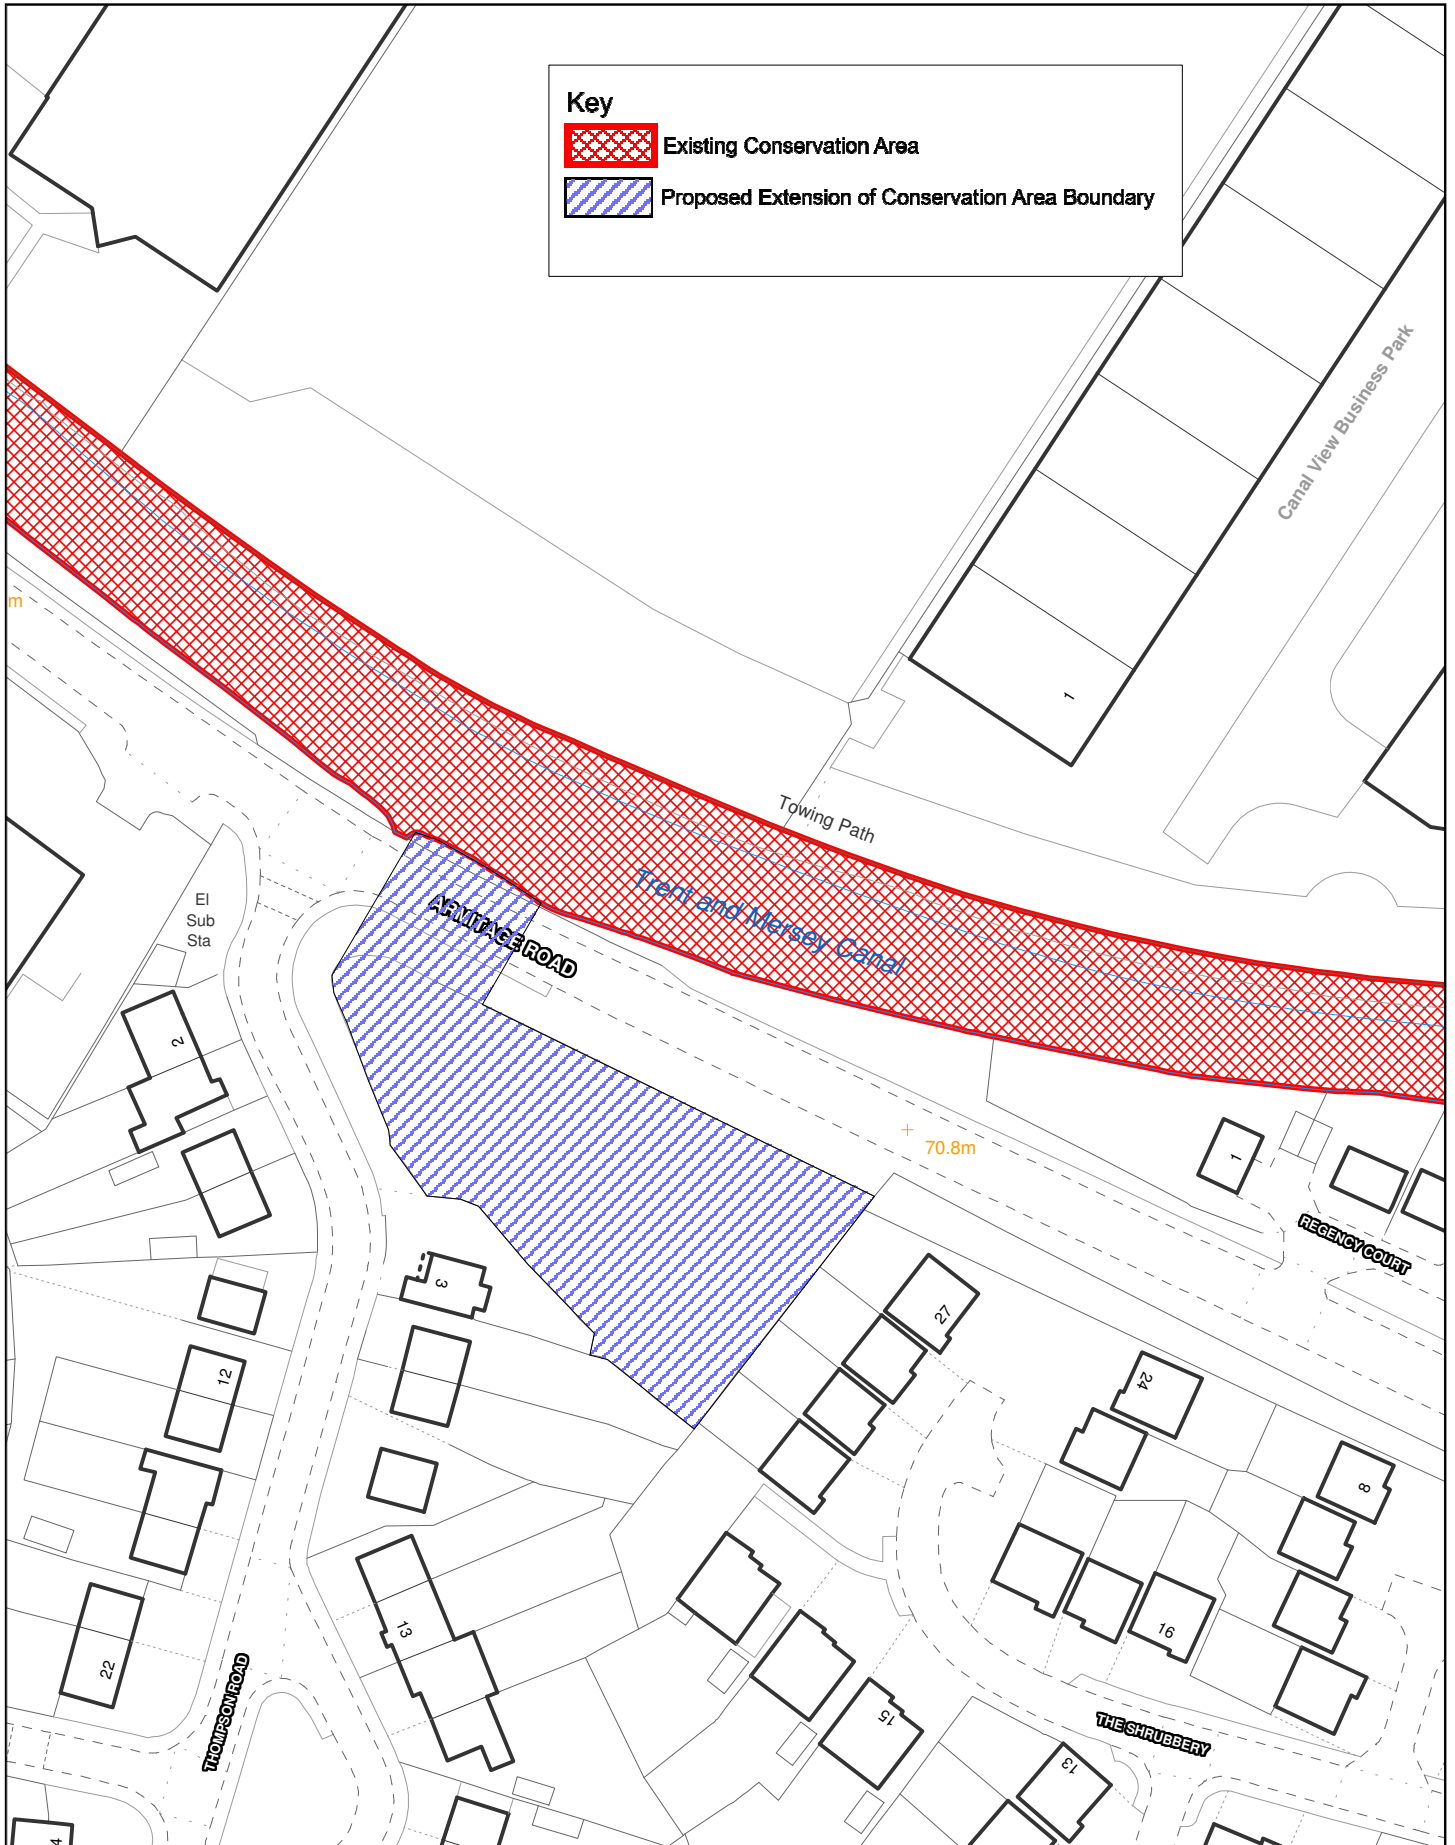 Key
Existing Conservation Area
Proposed Extension of Conservation Area Boundary
Canal View Business Park
m
1
Towing Path
Trent and Mersey Canal
El
Sub
Sta
ARMITAGE ROAD
2
70.8m
1
REGENCY COURT
3
27
12
24
8
13
16
22
THOMPSON ROAD
15
THE SHRUBBERY
13
4